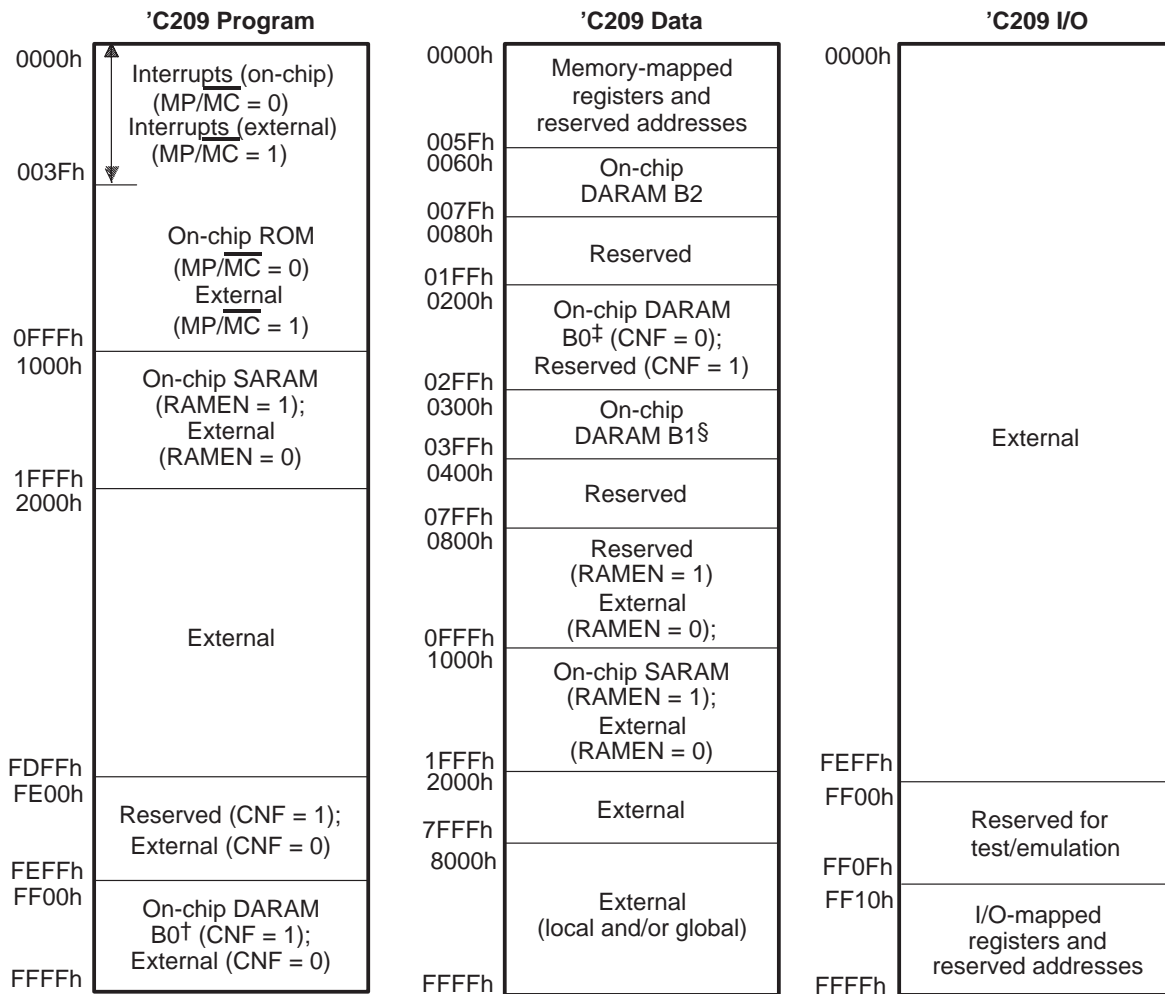 'C209 Program
0000h
Interrupts (on-chip)
(MP/MC = 0)
Interrupts (external)
(MP/MC = 1)
003Fh
On-chip ROM
(MP/MC = 0)
External
(MP/MC = 1)
0FFFh
1000h
On-chip SARAM
(RAMEN = 1);
External
(RAMEN = 0)
1FFFh
2000h
External
FDFFh
FE00h
Reserved (CNF = 1);
External (CNF = 0)
FEFFh
FF00h
On-chip DARAM
B0† (CNF = 1);
External (CNF = 0)
FFFFh
'C209 Data
0000h
Memory-mapped
registers and
reserved addresses
005Fh
0060h
On-chip
DARAM B2
007Fh
0080h
Reserved
01FFh
0200h
On-chip DARAM
B0‡ (CNF = 0);
Reserved (CNF = 1)
02FFh
0300h
On-chip
DARAM B1§
03FFh
0400h
Reserved
07FFh
0800h
Reserved
(RAMEN = 1)
External
(RAMEN = 0);
0FFFh
1000h
On-chip SARAM
(RAMEN = 1);
External
(RAMEN = 0)
1FFFh
2000h
External
7FFFh
8000h
External
(local and/or global)
FFFFh
'C209 I/O
0000h
External
FEFFh
FF00h
Reserved for
test/emulation
FF0Fh
FF10h
I/O-mapped
registers and
reserved addresses
FFFFh